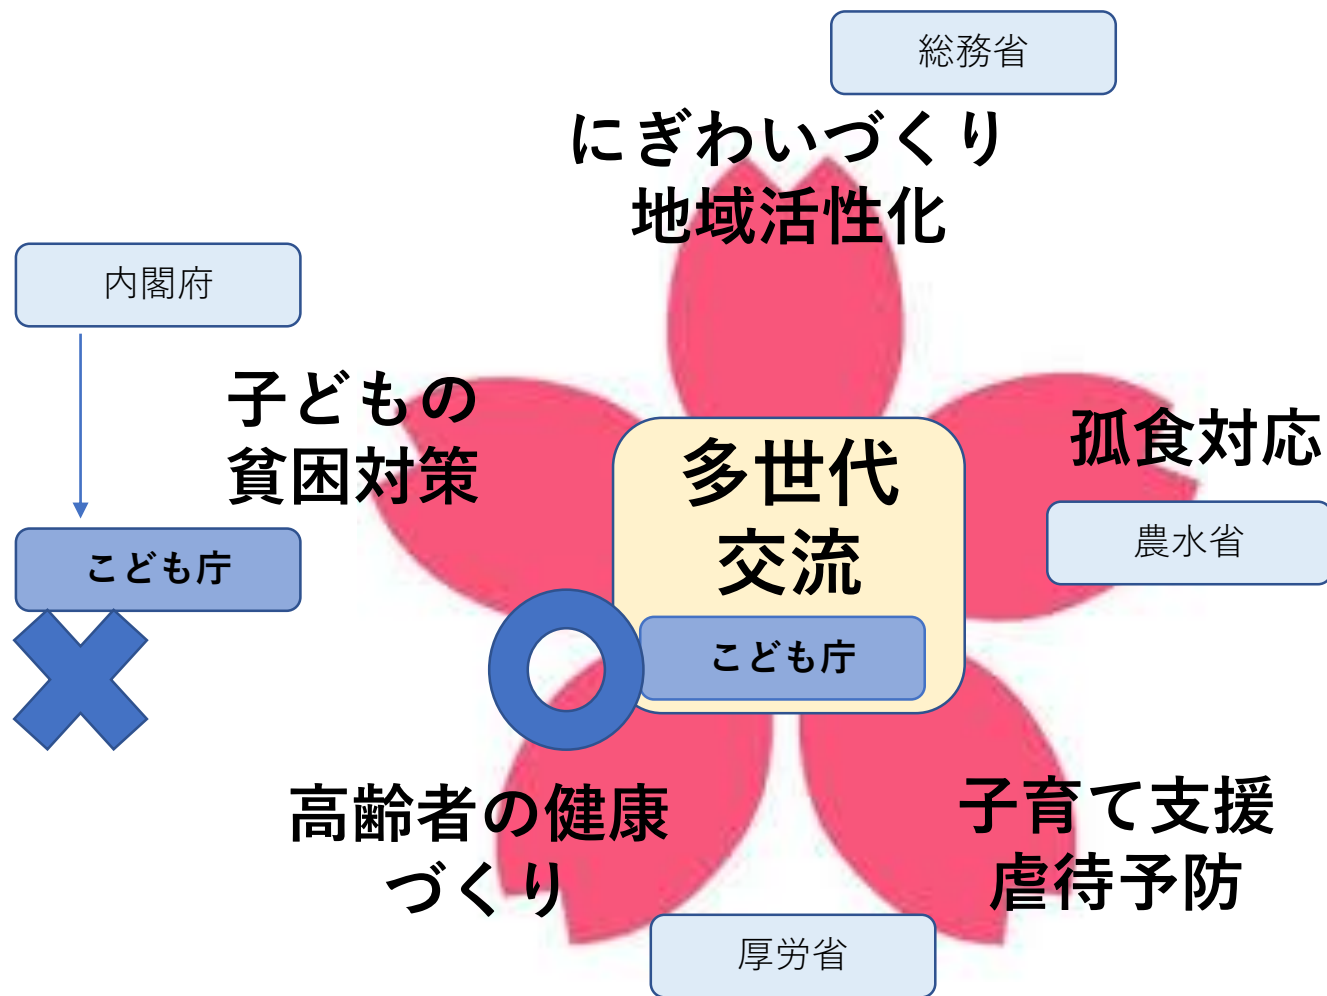 総務省
にぎわいづくり
地域活性化
内閣府
子どもの
貧困対策
こども庁
多世代
交流
こども庁
孤食対応
農水省
高齢者の健康
づくり
子育て支援
虐待予防
厚労省